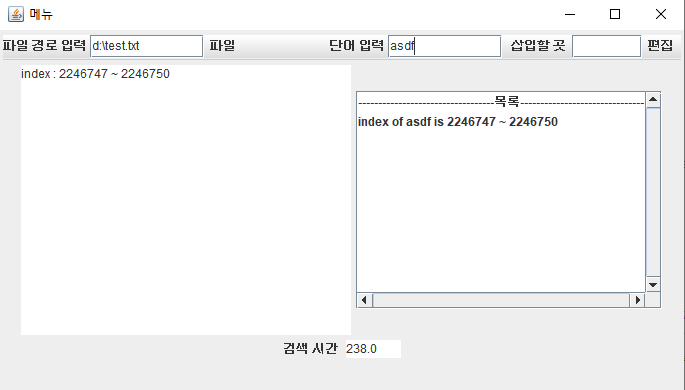 메뉴
파일 경로 입력 d:\test.txt 파일 단어 입력 asdf 삽입할 곳 편집
index : 2246747 ~ 2246750
--------------------------------목록--------------------------------
index of asdf is 2246747 ~ 2246750
검색 시간 238.0